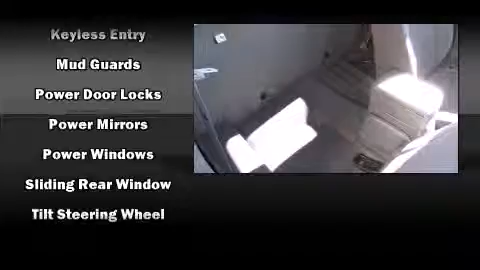 Keyless Entry
Mud Guards
Power Door Locks
Power Mirrors
Power Windows
Sliding Rear Window
Tilt Steering Wheel